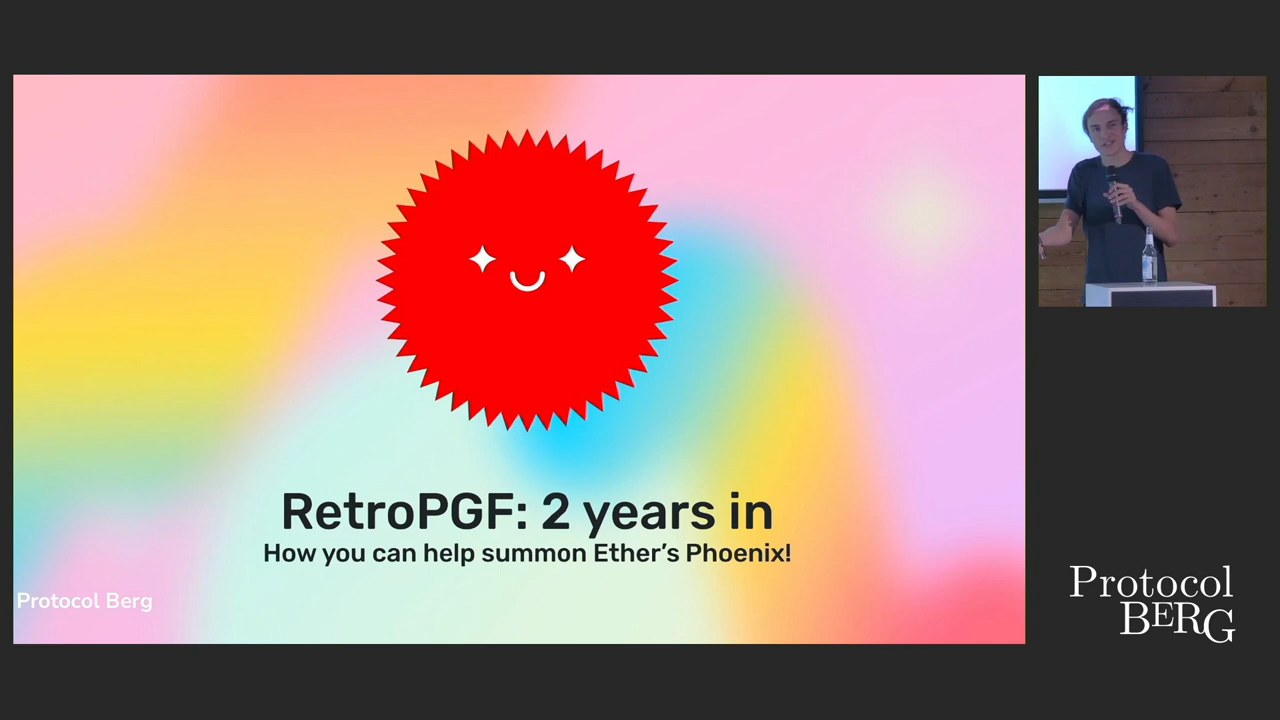 RetroPGF: 2 years in
How you can help summon Ether’s Phoenix!
Protocol Berg
Protocol
BERG